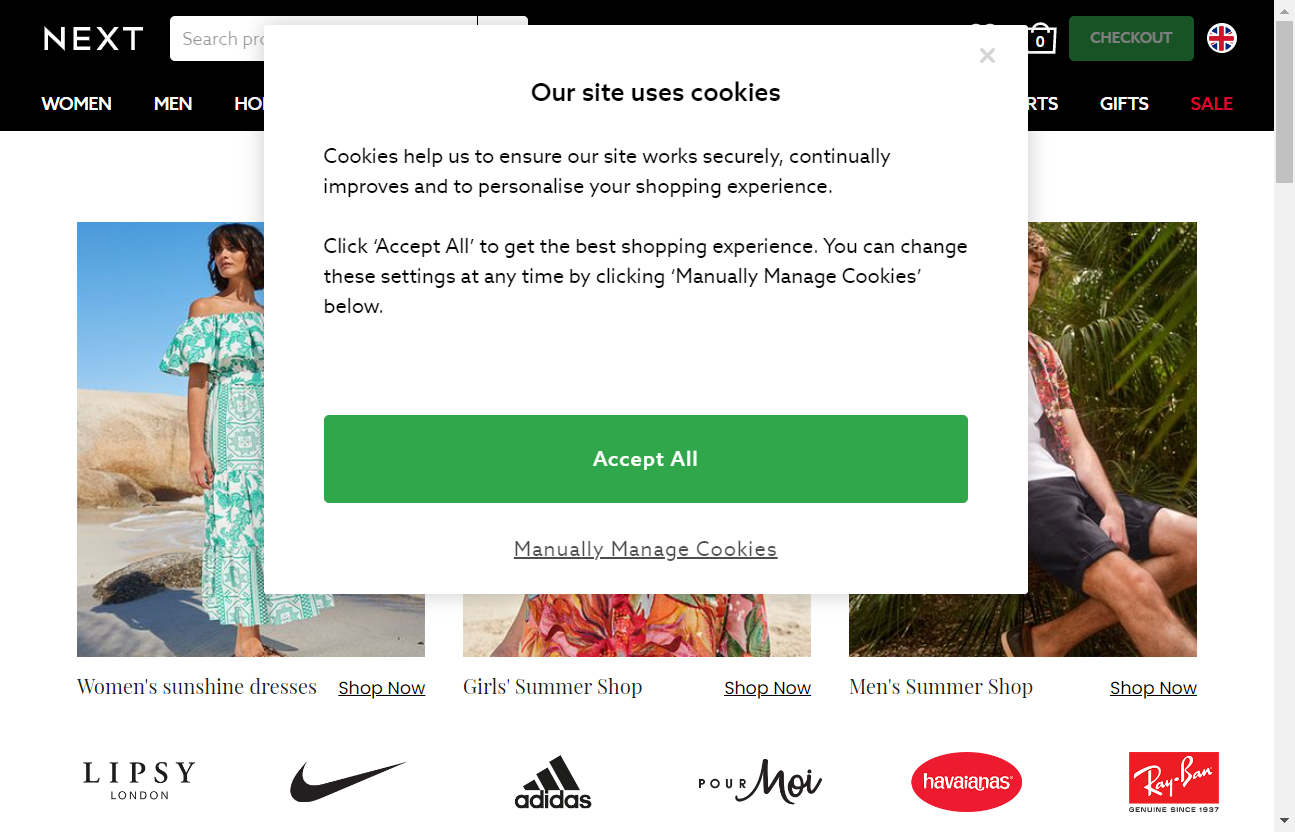 NEXT
Search
0
CHECKOUT
WOMEN MEN GIFTS SALE
Our site uses cookies
Cookies help us to ensure our site works securely, continually
improves and to personalise your shopping experience.
Click ‘Accept All’ to get the best shopping experience. You can change
these settings at any time by clicking ‘Manually Manage Cookies’
below.
Accept All
Manually Manage Cookies
Women's sunshine dresses Shop Now
Girls' Summer Shop Shop Now
Men's Summer Shop Shop Now
LIPSY
LONDON
adidas
POUR Moi
havaianas
Ray-Ban
GENUINE SINCE 1937